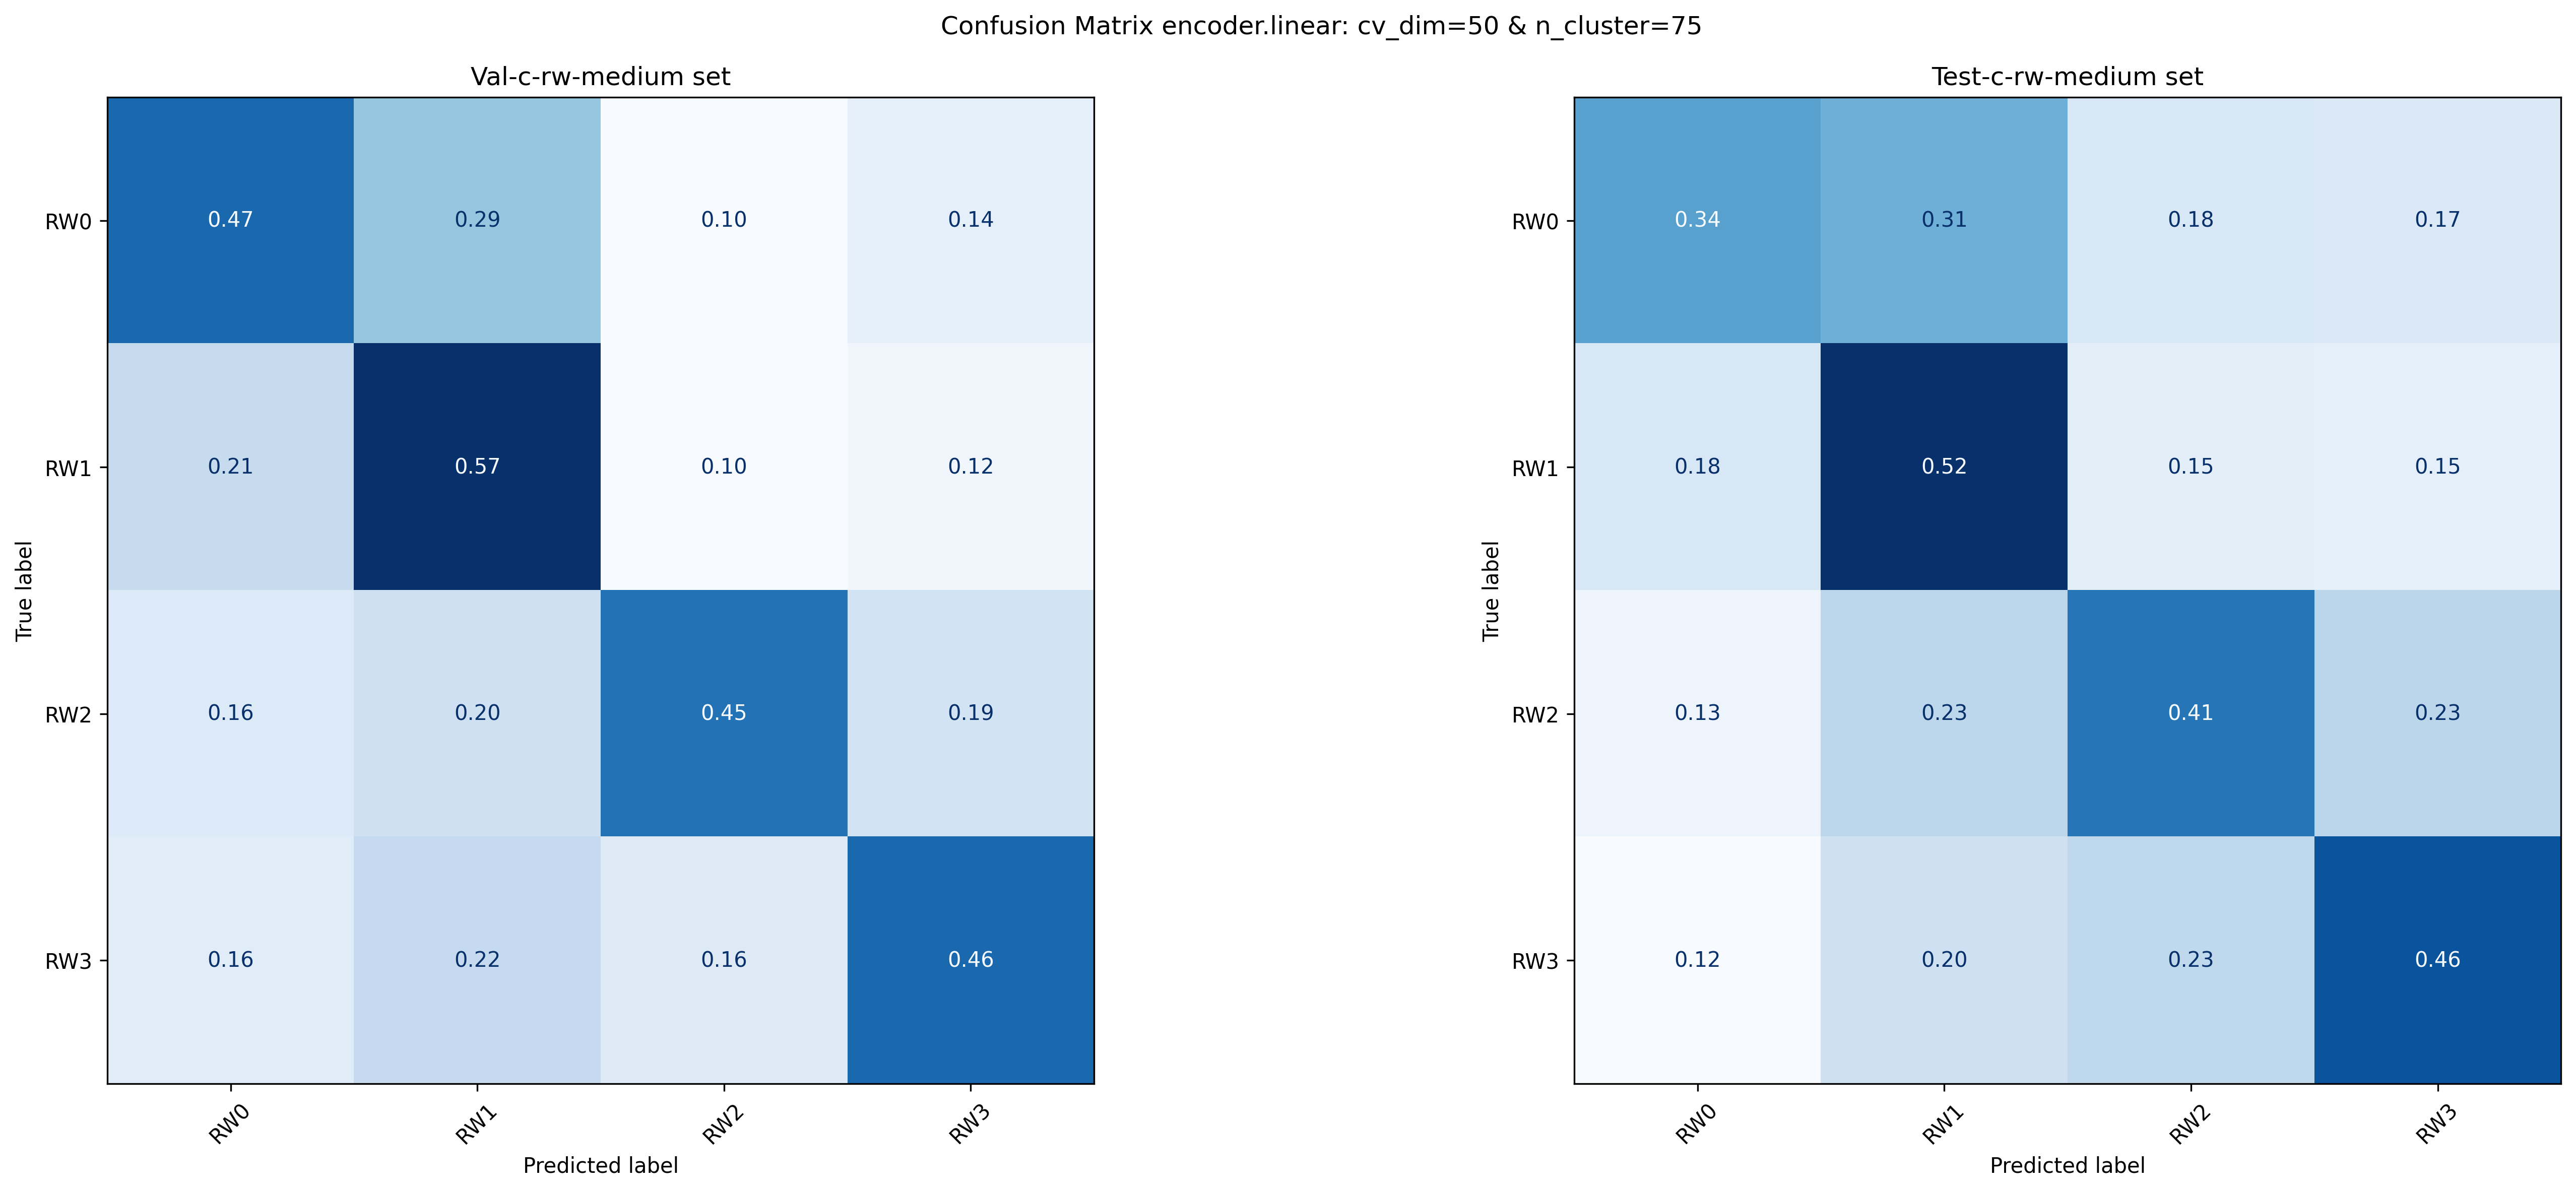 Confusion Matrix encoder.linear: cv_dim=50 & n_cluster=75
Val-c-rw-medium set
True label
RW0 0.47 0.29 0.10 0.14
RW1 0.21 0.57 0.10 0.12
RW2 0.16 0.20 0.45 0.19
RW3 0.16 0.22 0.16 0.46
RW0 RW1 RW2 RW3
Predicted label
Test-c-rw-medium set
True label
RW0 0.34 0.31 0.18 0.17
RW1 0.18 0.52 0.15 0.15
RW2 0.13 0.23 0.41 0.23
RW3 0.12 0.20 0.23 0.46
RW0 RW1 RW2 RW3
Predicted label